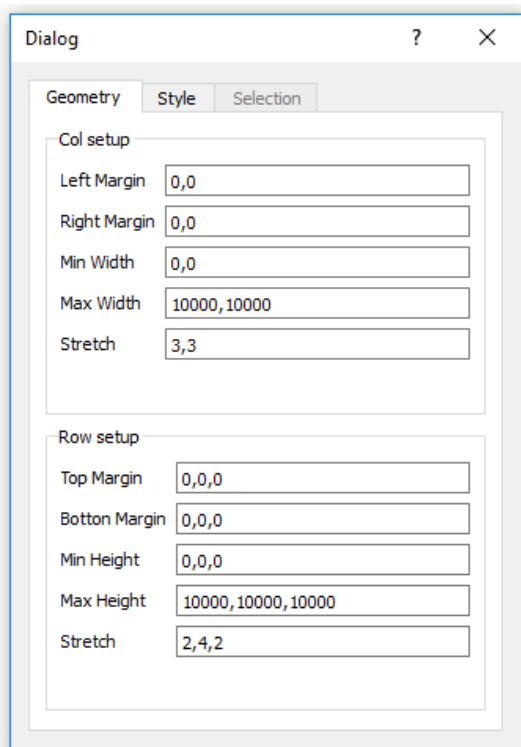 Dialog ?
Geometry Style Selection
Col setup
Left Margin 0,0
Right Margin 0,0
Min Width 0,0
Max Width 10000,10000
Stretch 3,3
Row setup
Top Margin 0,0,0
Botton Margin 0,0,0
Min Height 0,0,0
Max Height 10000,10000,10000
Stretch 2,4,2